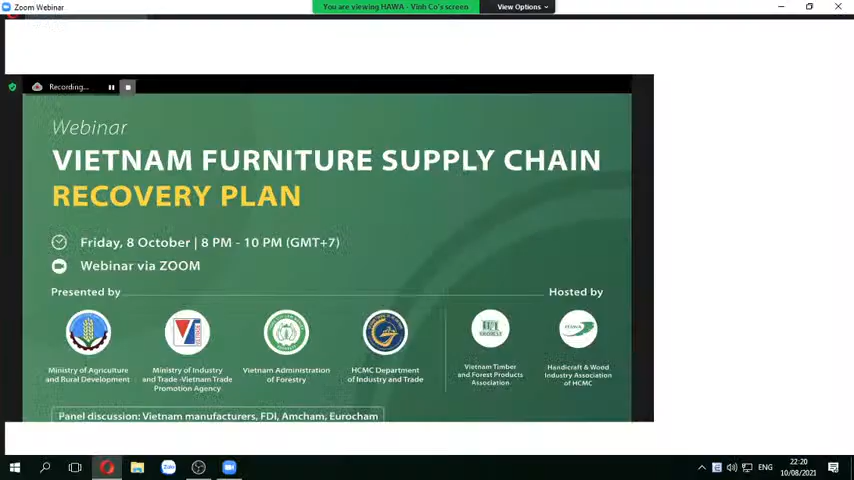 Zoom Webinar
You are viewing HAWA - Vinh Co's screen
View Options
Recording...
Webinar
VIETNAM FURNITURE SUPPLY CHAIN
RECOVERY PLAN
Friday, 8 October | 8 PM - 10 PM (GMT+7)
Webinar via ZOOM
Presented by
Hosted by
Ministry of Agriculture
and Rural Development
Ministry of Industry
and Trade -Vietnam Trade
Promotion Agency
Vietnam Administration
of Forestry
HCMC Department
of Industry and Trade
Vietnam Timber
and Forest Products
Association
Handicraft & Wood
Industry Association
of HCMC
Panel discussion: Vietnam manufacturers, FDI, Amcham, Eurocham
Zalo
ENG
22:20
10/08/2021